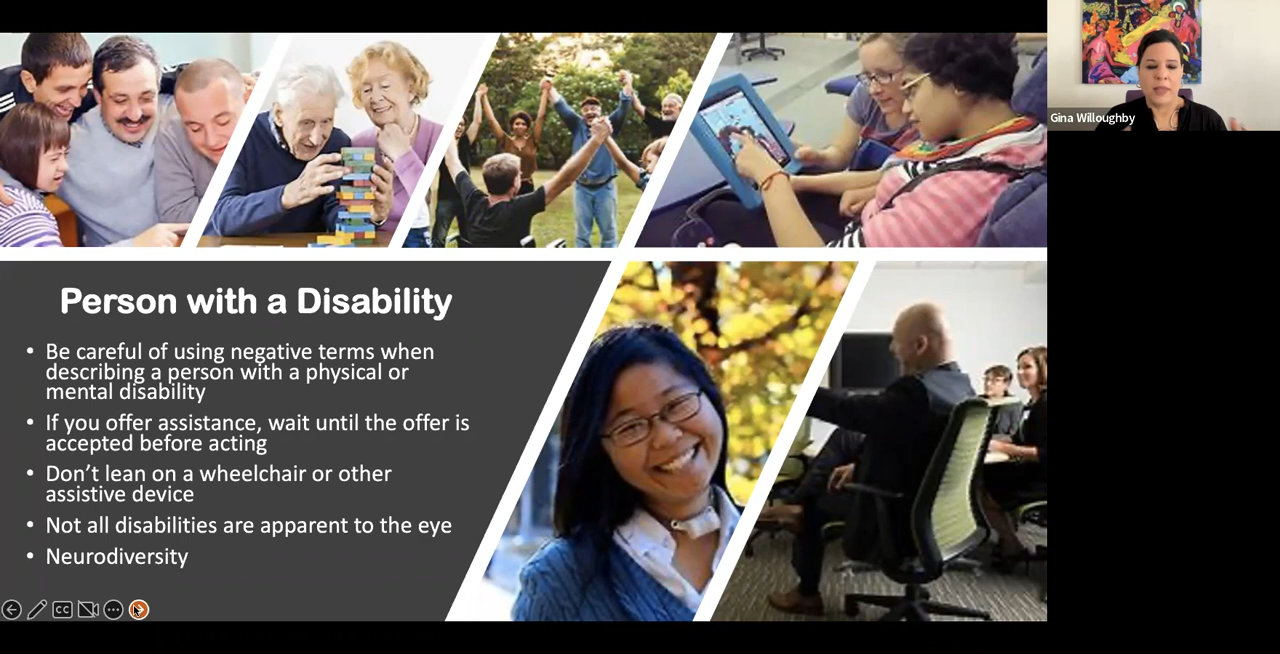 Gina Willoughby
Person with a Disability
• Be careful of using negative terms when
describing a person with a physical or
mental disability
• If you offer assistance, wait until the offer is
accepted before acting
• Don’t lean on a wheelchair or other
assistive device
• Not all disabilities are apparent to the eye
• Neurodiversity
CC